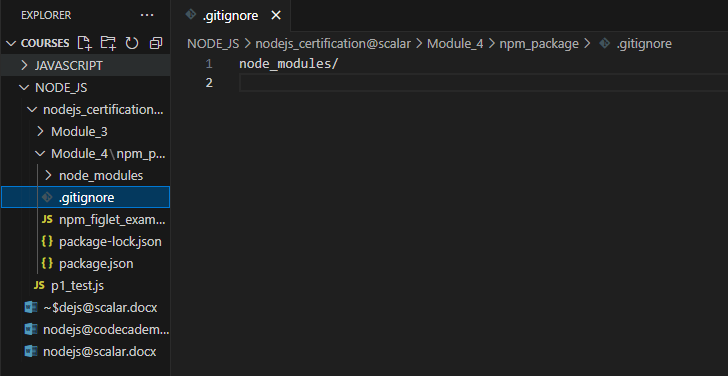 EXPLORER ...
.gitignore
COURSES
NODE_JS > nodejs_certification@scalar > Module_4 > npm_package > .gitignore
JAVASCRIPT
1 node_modules/
2
NODE_JS
nodejs_certification...
Module_3
Module_4\npm_p...
node_modules
.gitignore
JS npm_figlet_exam...
{ } package-lock.json
{ } package.json
JS p1_test.js
~$dejs@scalar.docx
nodejs@codecadem...
nodejs@scalar.docx